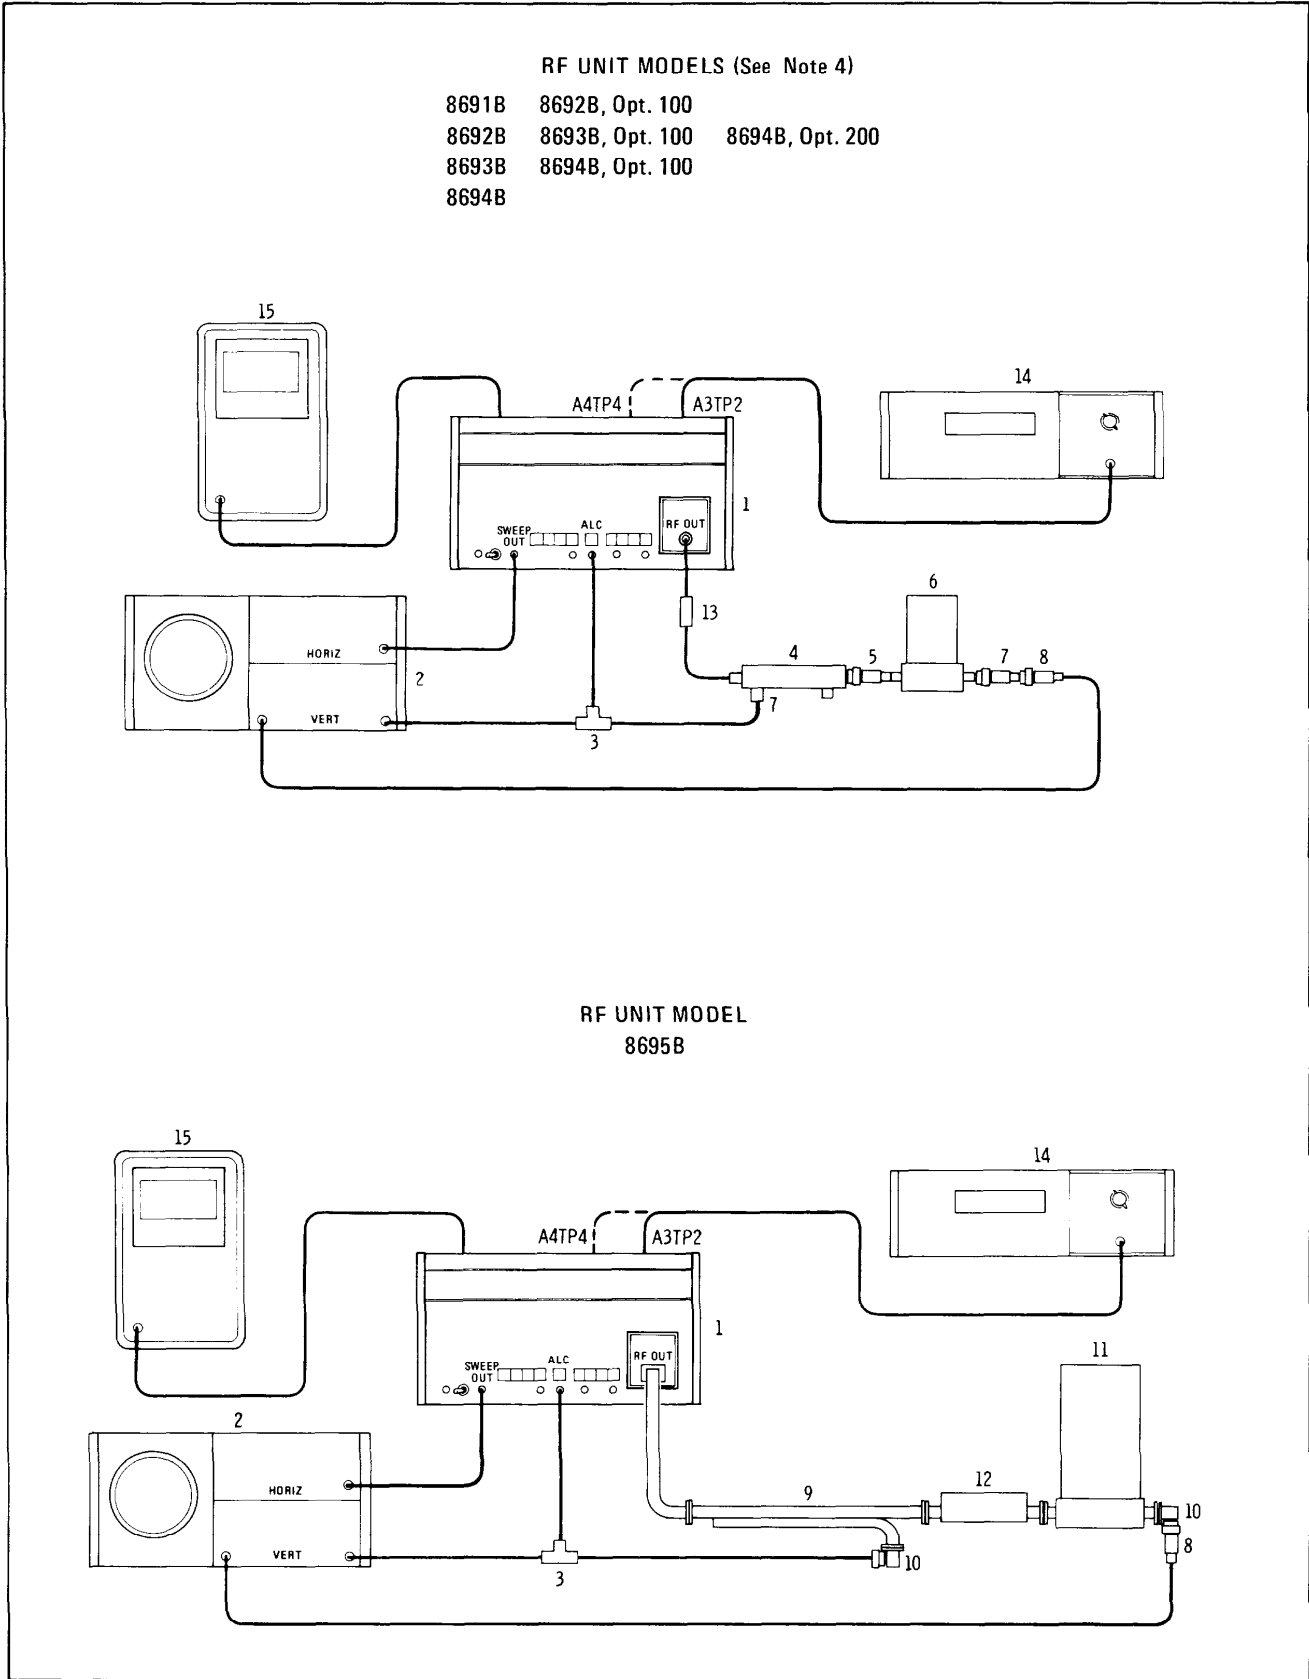 RF UNIT MODELS (See Note 4)
8691B 8692B, Opt. 100
8692B 8693B, Opt. 100 8694B, Opt. 200
8693B 8694B, Opt. 100
8694B
15
14
A4TP4 A3TP2
1
SWEEP OUT
ALC
RF OUT
6
13
4
5
7
8
HORIZ
2
7
VERT
3
RF UNIT MODEL
8695B
15
14
A4TP4 A3TP2
1
SWEEP OUT
ALC
RF OUT
11
2
HORIZ
9
12
10
VERT
8
3
10